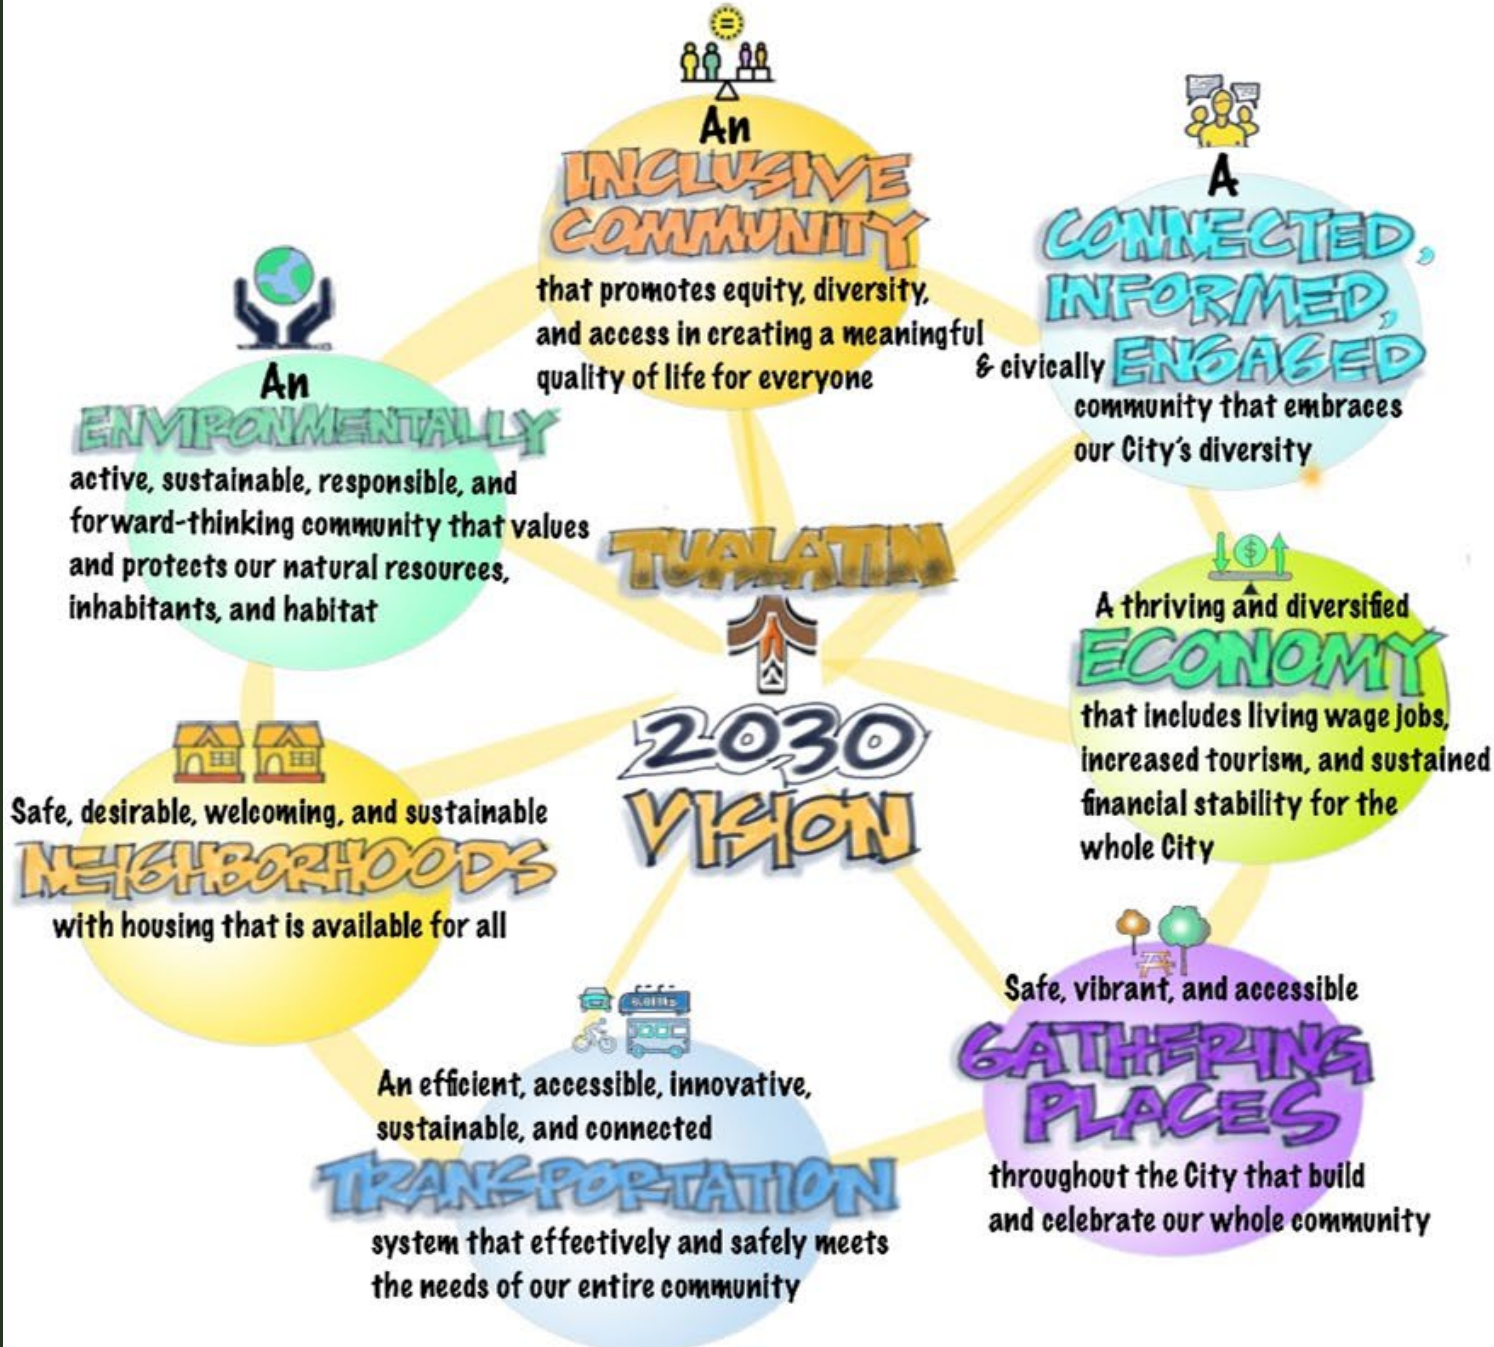 An
INCLUSIVE
COMMUNITY
that promotes equity, diversity,
and access in creating a meaningful
quality of life for everyone
A
CONNECTED,
INFORMED,
& civically ENGAGED
community that embraces
our City's diversity
An
ENVIRONMENTALLY
active, sustainable, responsible, and
forward-thinking community that values
and protects our natural resources,
inhabitants, and habitat
TUALATIN
2030
VISION
A thriving and diversified
ECONOMY
that includes living wage jobs,
increased tourism, and sustained
financial stability for the
whole City
Safe, desirable, welcoming, and sustainable
NEIGHBORHOODS
with housing that is available for all
Safe, vibrant, and accessible
GATHERING
PLACES
throughout the City that build
and celebrate our whole community
An efficient, accessible, innovative,
sustainable, and connected
TRANSPORTATION
system that effectively and safely meets
the needs of our entire community